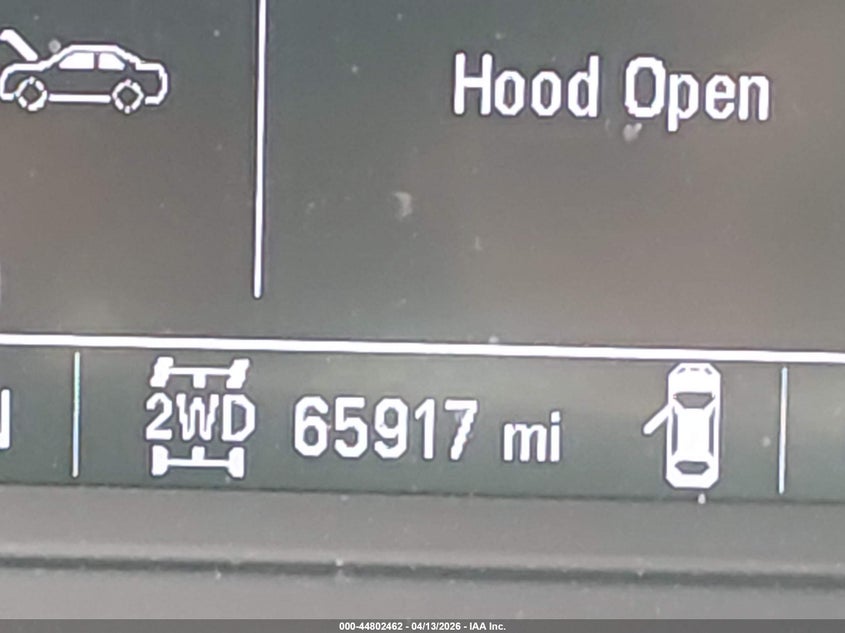 Hood Open
2WD 65917 mi
000-44802462 - 04/13/2026 - IAA Inc.